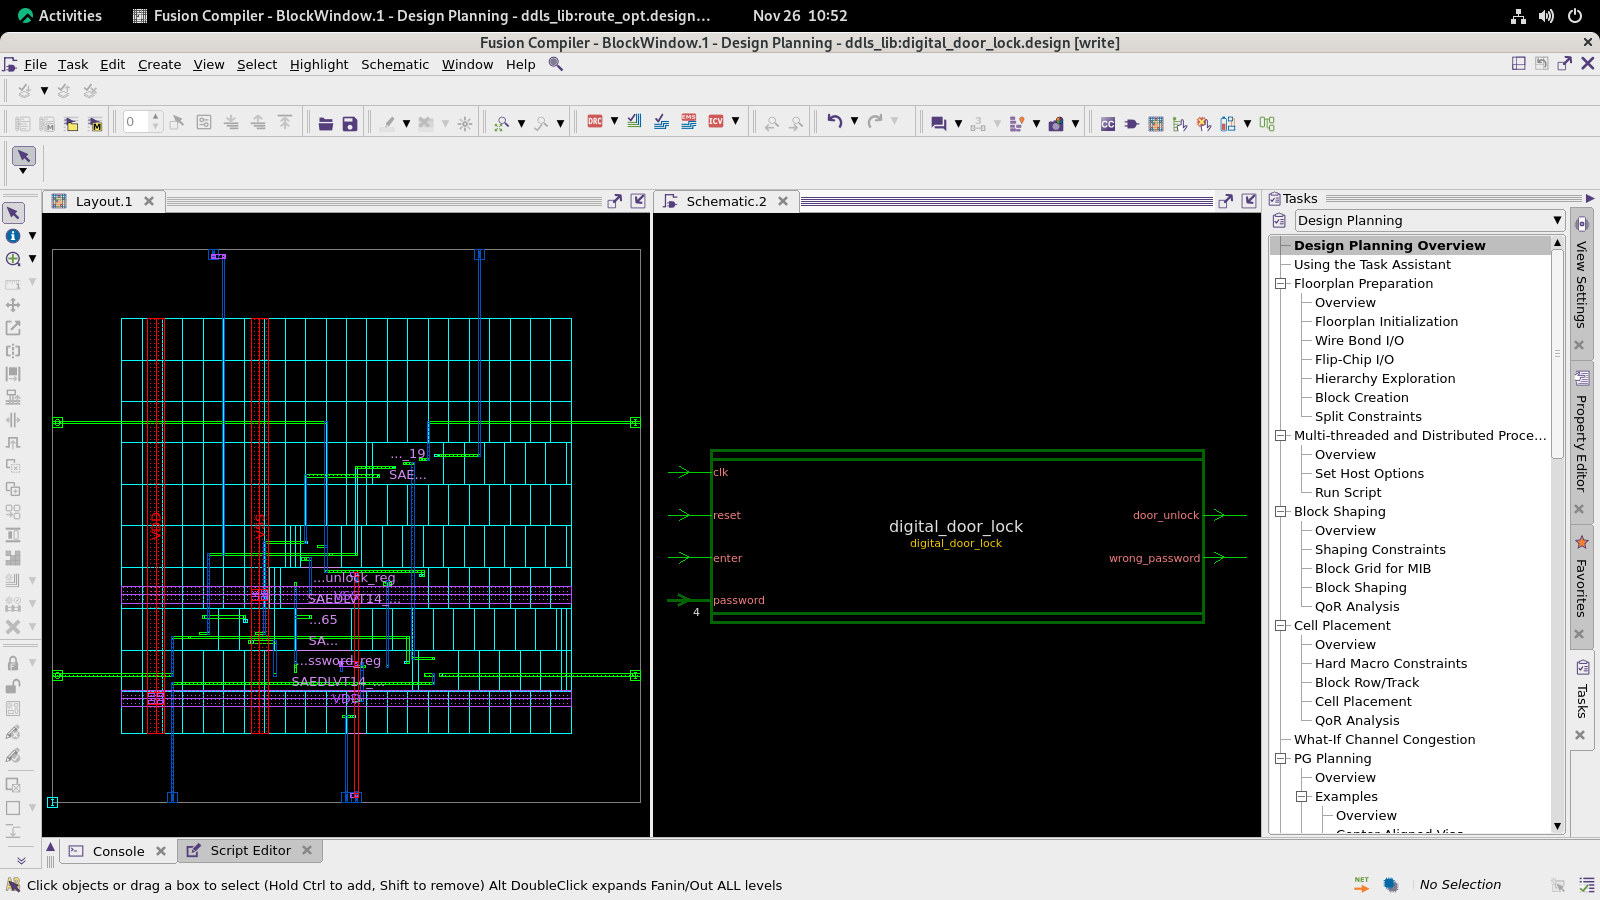 Activities
Fusion Compiler - BlockWindow.1 - Design Planning - ddls_lib:route_opt.design...
Nov 26 10:52
Fusion Compiler - BlockWindow.1 - Design Planning - ddls_lib:digital_door_lock.design [write]
File Task Edit Create View Select Highlight Schematic Window Help
0
DRC
EMS
ICV
CC
Layout.1
Schematic.2
Tasks
Design Planning
Design Planning Overview
Using the Task Assistant
Floorplan Preparation
Overview
Floorplan Initialization
Wire Bond I/O
Flip-Chip I/O
Hierarchy Exploration
Block Creation
Split Constraints
Multi-threaded and Distributed Proce...
Overview
Set Host Options
Run Script
Block Shaping
Overview
Shaping Constraints
Block Grid for MIB
Block Shaping
QoR Analysis
Cell Placement
Overview
Hard Macro Constraints
Block Row/Track
Cell Placement
QoR Analysis
What-If Channel Congestion
PG Planning
Overview
Examples
Overview
View Settings
Property Editor
Favorites
Tasks
..._19
SAE...
VDD
VSS
...unlock_reg
SAEDLVT14_...
...65
SA...
...ssword_reg
SAEDLVT14_...
VDD
clk
reset
enter
password
4
digital_door_lock
digital_door_lock
door_unlock
wrong_password
Console
Script Editor
Click objects or drag a box to select (Hold Ctrl to add, Shift to remove) Alt DoubleClick expands Fanin/Out ALL levels
NET
No Selection